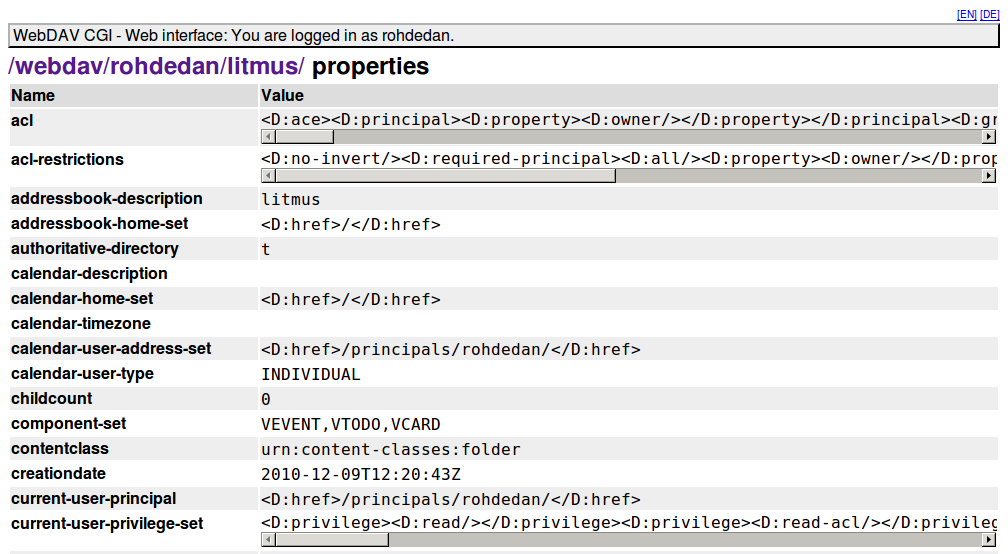 [EN] [DE]
WebDAV CGI - Web interface: You are logged in as rohdedan.
/webdav/rohdedan/litmus/ properties
Name Value
acl <D:ace><D:principal><D:property><D:owner/></D:property></D:principal><D:gr
acl-restrictions <D:no-invert/><D:required-principal><D:all/><D:property><D:owner/></D:prop
addressbook-description litmus
addressbook-home-set <D:href>/</D:href>
authoritative-directory t
calendar-description
calendar-home-set <D:href>/</D:href>
calendar-timezone
calendar-user-address-set <D:href>/principals/rohdedan/</D:href>
calendar-user-type INDIVIDUAL
childcount 0
component-set VEVENT,VTODO,VCARD
contentclass urn:content-classes:folder
creationdate 2010-12-09T12:20:43Z
current-user-principal <D:href>/principals/rohdedan/</D:href>
current-user-privilege-set <D:privilege><D:read/></D:privilege><D:privilege><D:read-acl/></D:privileg